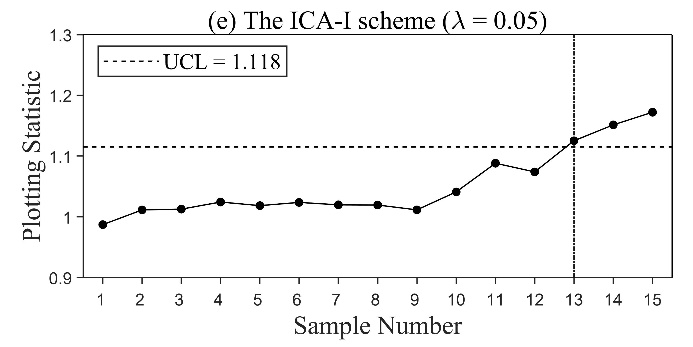 (e) The ICA-I scheme (λ = 0.05)
1.3
UCL = 1.118
1.2
1.1
1
0.9
Plotting Statistic
1 2 3 4 5 6 7 8 9 10 11 12 13 14 15
Sample Number